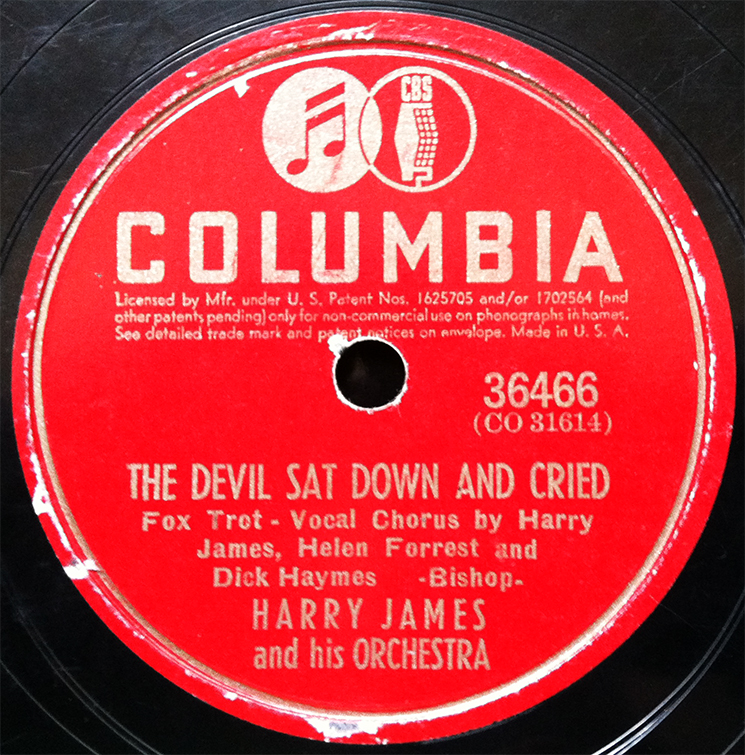 CBS
COLUMBIA
Licensed by Mfr. under U. S. Patent Nos. 1625705 and/or 1702564 (and
other patents pending) only for non-commercial use on phonographs in homes.
See detailed trade mark and patent notices on envelope. Made in U. S. A.
36466
(CO 31614)
THE DEVIL SAT DOWN AND CRIED
Fox Trot - Vocal Chorus by Harry
James, Helen Forrest and
Dick Haymes -Bishop-
HARRY JAMES
and his ORCHESTRA